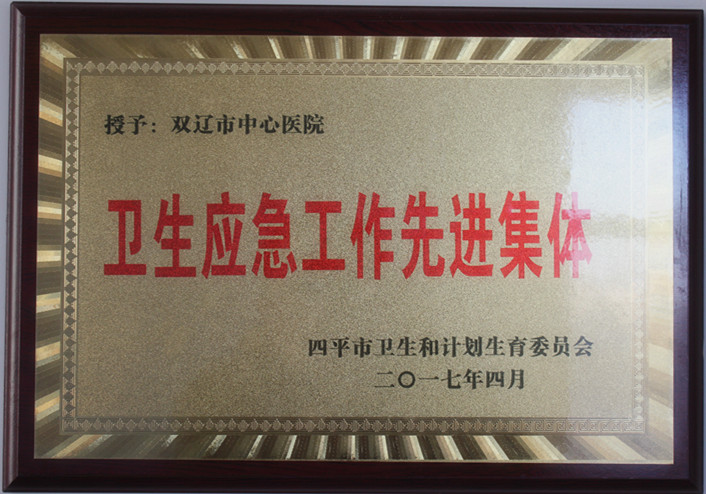 授予：双辽市中心医院
卫生应急工作先进集体
四平市卫生和计划生育委员会
二〇一七年四月